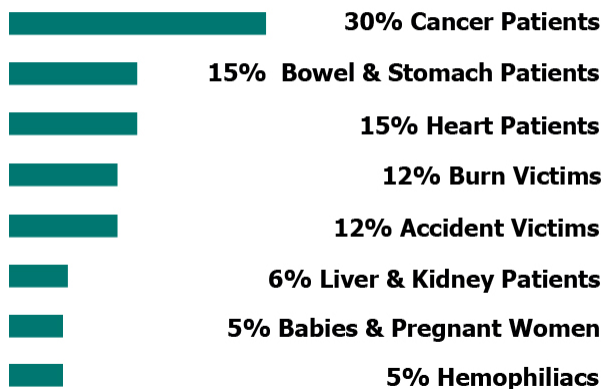 30% Cancer Patients
15% Bowel & Stomach Patients
15% Heart Patients
12% Burn Victims
12% Accident Victims
6% Liver & Kidney Patients
5% Babies & Pregnant Women
5% Hemophiliacs